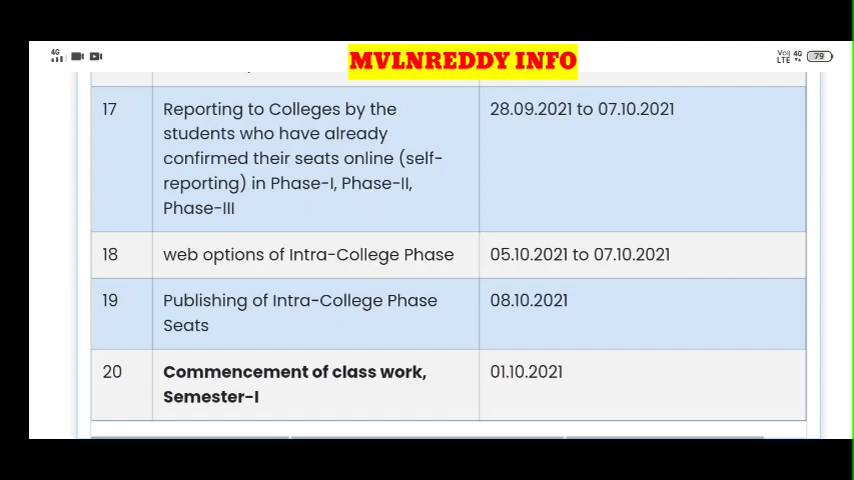 4G
MVLNREDDY INFO
Vo)) 4G
LTE
79
17
Reporting to Colleges by the
students who have already
confirmed their seats online (self-
reporting) in Phase-I, Phase-II,
Phase-III
28.09.2021 to 07.10.2021
18
web options of Intra-College Phase
05.10.2021 to 07.10.2021
19
Publishing of Intra-College Phase
Seats
08.10.2021
20
Commencement of class work,
Semester-I
01.10.2021